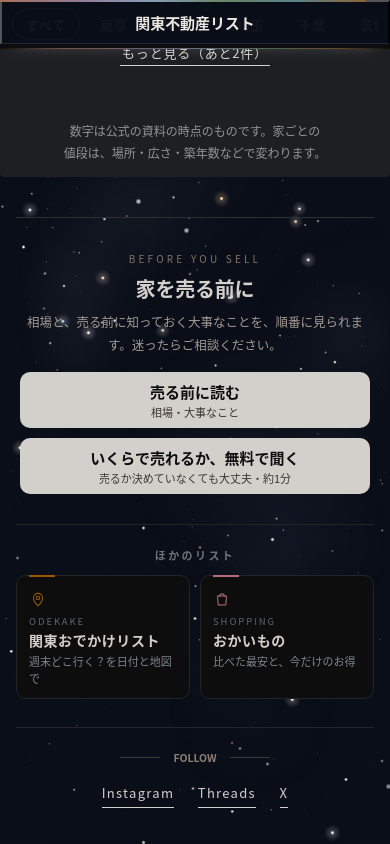 関東不動産リスト
すべて
千葉
もっと見る（あと2件）
数字は公式の資料の時点のものです。家ごとの
値段は、場所・広さ・築年数などで変わります。
BEFORE YOU SELL
家を売る前に
相場と、売る前に知っておく大事なことを、順番に見られま
す。迷ったらご相談ください。
売る前に読む
相場・大事なこと
いくらで売れるか、無料で聞く
売るか決めていなくても大丈夫・約1分
ほかのリスト
ODEKAKE
関東おでかけリスト
週末どこ行く？を日付と地図
で
SHOPPING
おかいもの
比べた最安と、今だけのお得
FOLLOW
Instagram Threads X